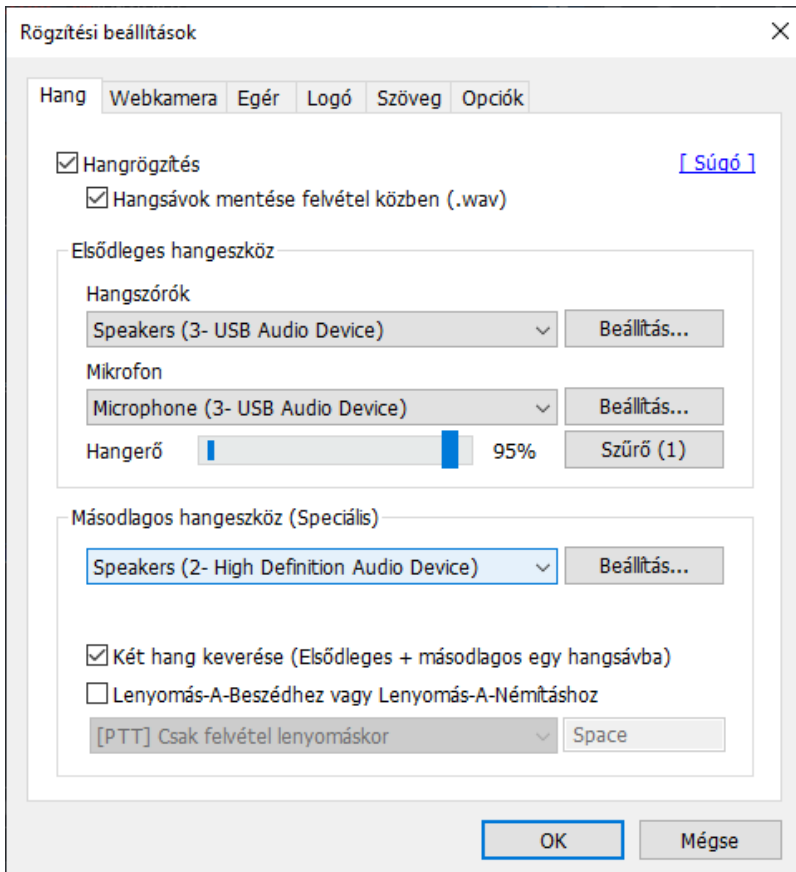 Rögzítési beállítások
Hang Webkamera Egér Logó Szöveg Opciók
Hangrögzítés [ Súgó ]
Hangsávok mentése felvétel közben (.wav)
Elsődleges hangeszköz
Hangszórók
Speakers (3- USB Audio Device) Beállítás...
Mikrofon
Microphone (3- USB Audio Device) Beállítás...
Hangerő 95% Szűrő (1)
Másodlagos hangeszköz (Speciális)
Speakers (2- High Definition Audio Device) Beállítás...
Két hang keverése (Elsődleges + másodlagos egy hangsávba)
Lenyomás-A-Beszédhez vagy Lenyomás-A-Némításhoz
[PTT] Csak felvétel lenyomáskor Space
OK Mégse